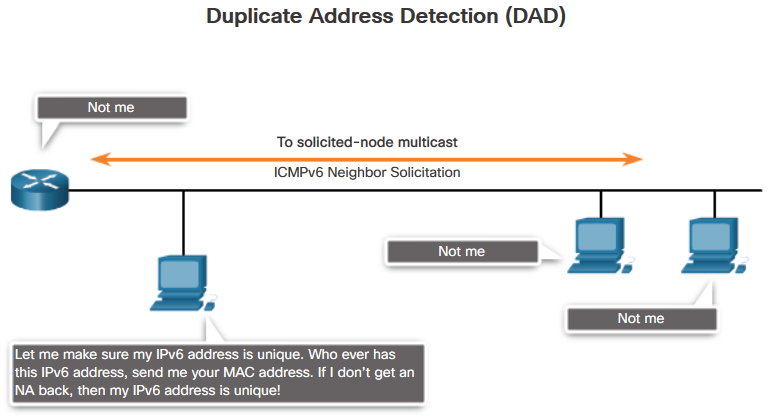 Duplicate Address Detection (DAD)
Not me
To solicited-node multicast
ICMPv6 Neighbor Solicitation
Not me
Not me
Let me make sure my IPv6 address is unique. Who ever has
this IPv6 address, send me your MAC address. If I don't get an
NA back, then my IPv6 address is unique!